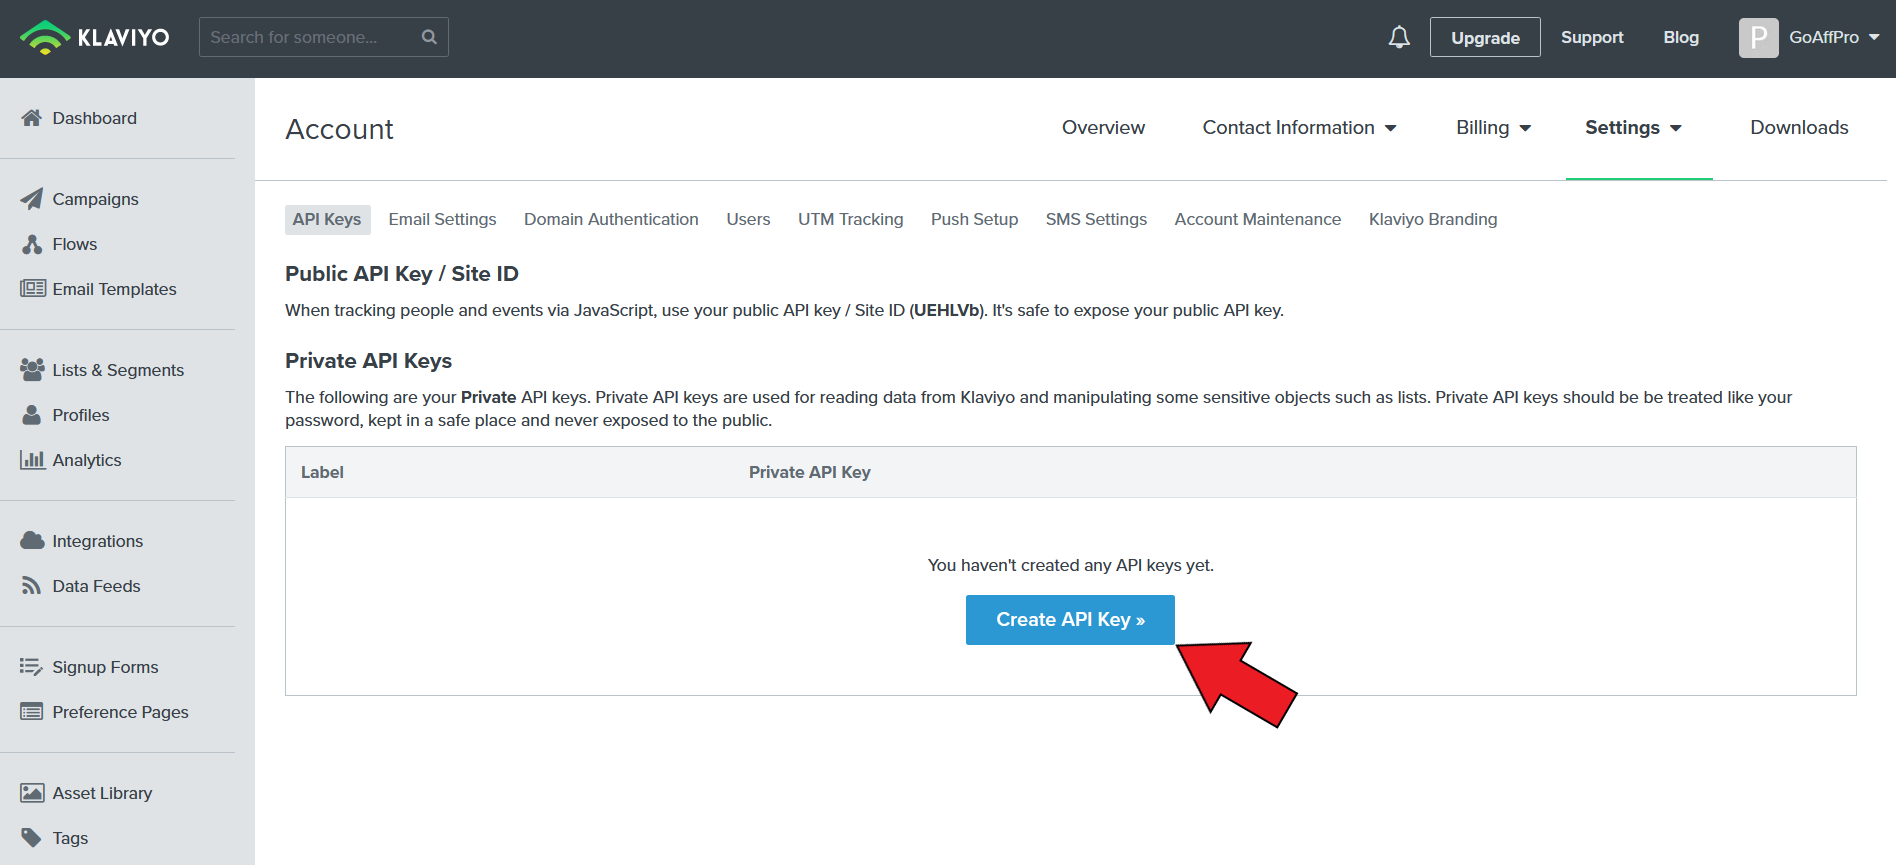 KLAVIYO
Search for someone...
Upgrade
Support
Blog
P
GoAffPro
Dashboard
Campaigns
Flows
Email Templates
Lists & Segments
Profiles
Analytics
Integrations
Data Feeds
Signup Forms
Preference Pages
Asset Library
Tags
Account
Overview
Contact Information
Billing
Settings
Downloads
API Keys
Email Settings
Domain Authentication
Users
UTM Tracking
Push Setup
SMS Settings
Account Maintenance
Klaviyo Branding
Public API Key / Site ID
When tracking people and events via JavaScript, use your public API key / Site ID (UEHLVb). It's safe to expose your public API key.
Private API Keys
The following are your Private API keys. Private API keys are used for reading data from Klaviyo and manipulating some sensitive objects such as lists. Private API keys should be be treated like your
password, kept in a safe place and never exposed to the public.
Label
Private API Key
You haven't created any API keys yet.
Create API Key »